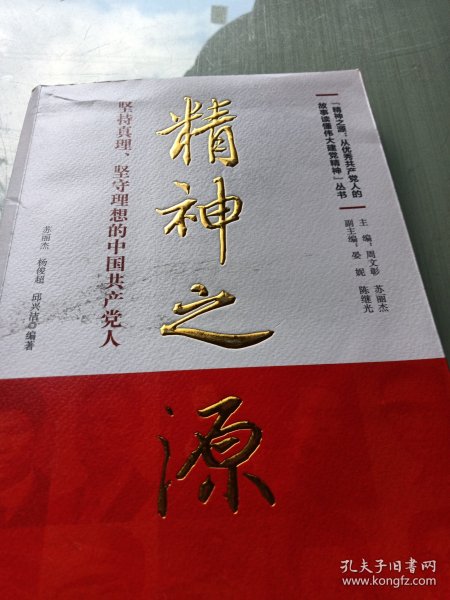 「精神之源：从优秀共产党人的
故事读懂伟大建党精神」丛书
主 编：周文彰 苏丽杰
副主编：晏 妮 陈继光
精神之源
坚持真理、坚守理想的中国共产党人
苏丽杰 杨俊超 邱兴洁◎编著
孔夫子旧书网
www.kongfz.com